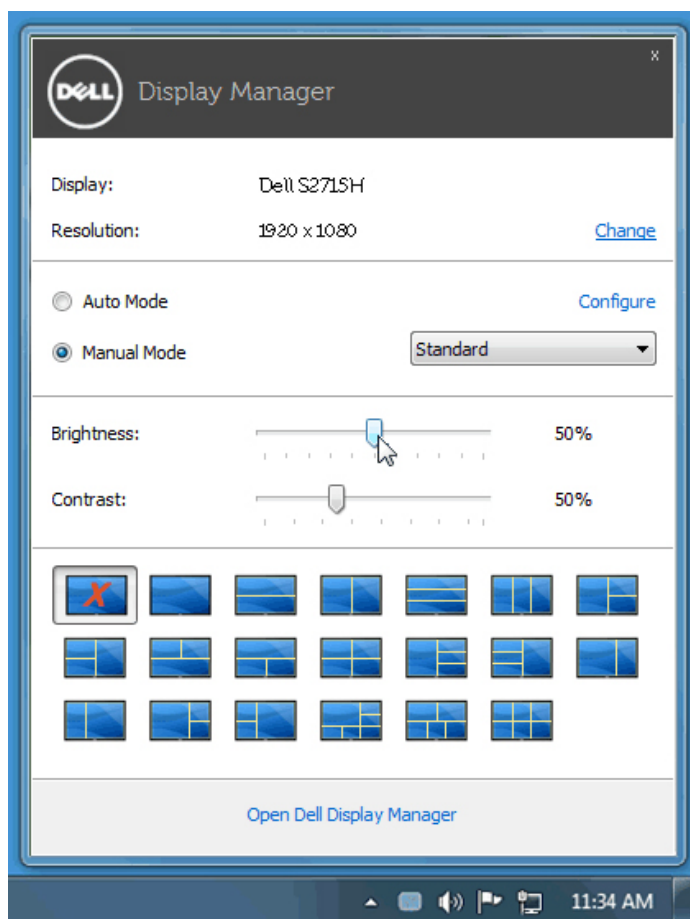 x
DELL Display Manager
Display: Dell S2715H
Resolution: 1920 x 1080 Change
Auto Mode Configure
Manual Mode Standard
Brightness: 50%
Contrast: 50%
Open Dell Display Manager
11:34 AM